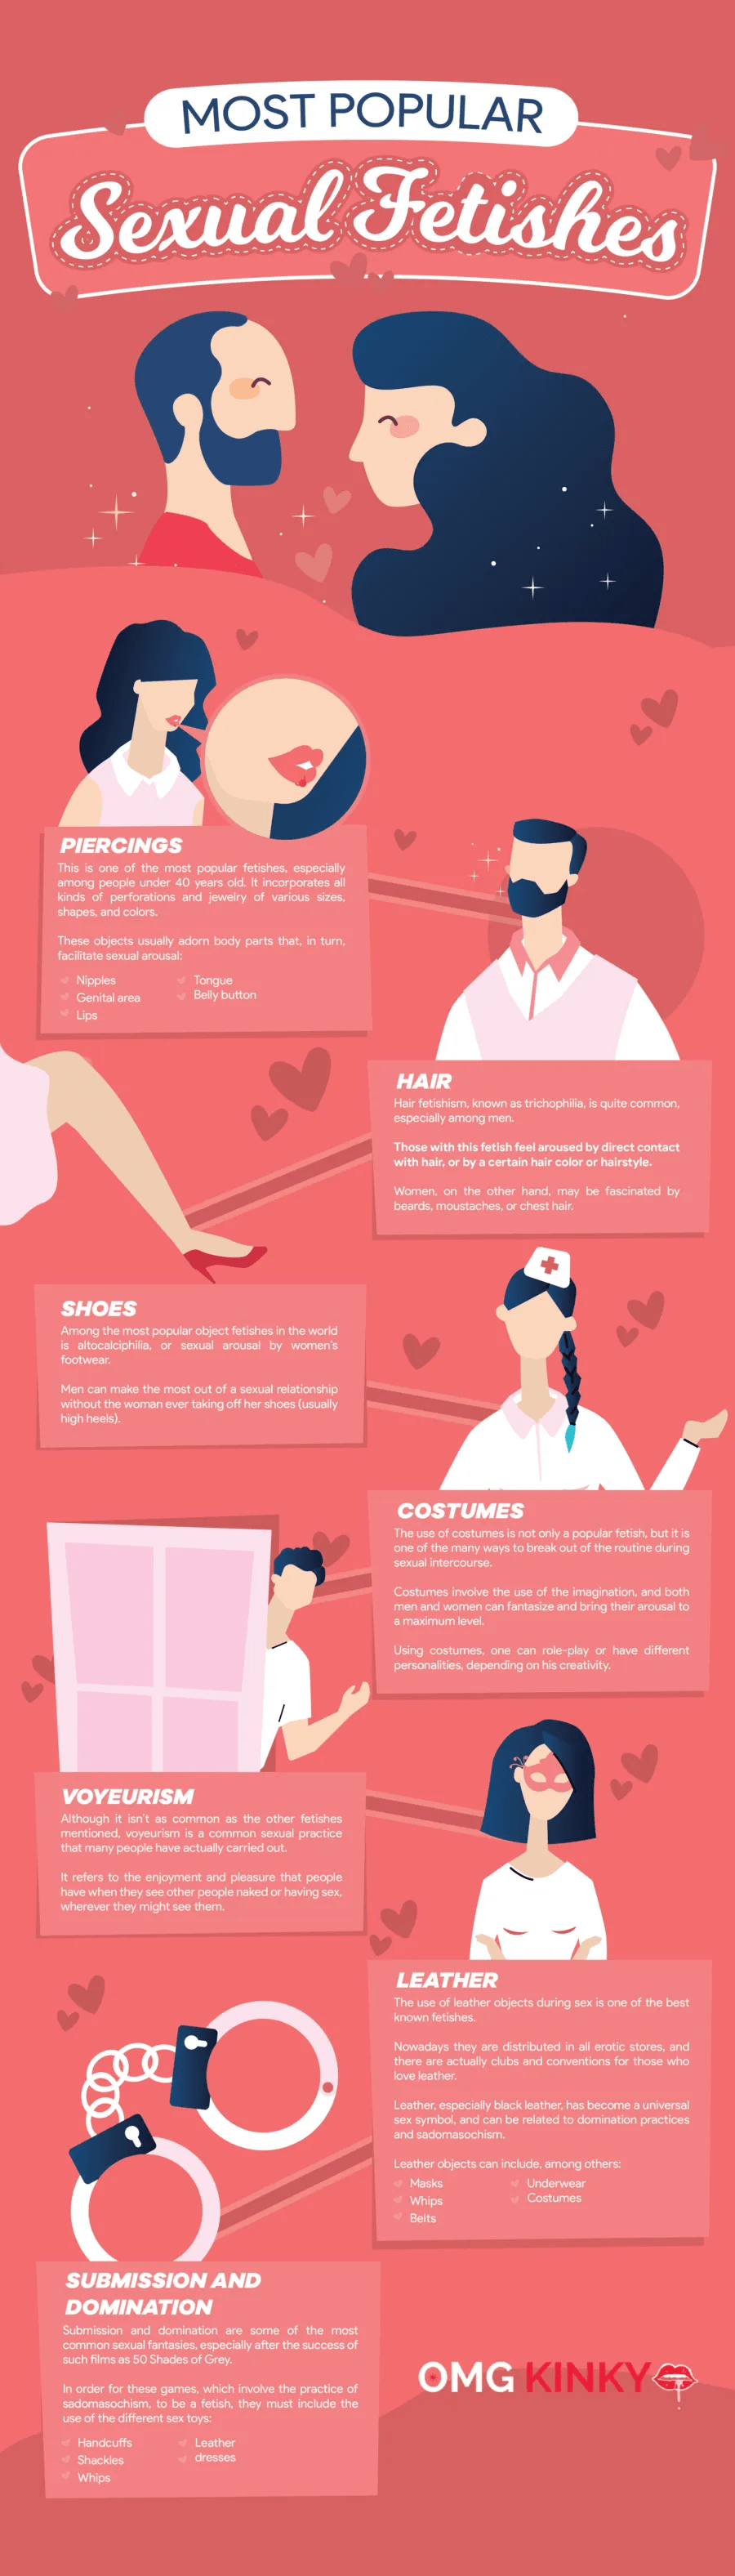 MOST POPULAR
Sexual Fetishes
PIERCINGS
This is one of the most popular fetishes, especially
among people under 40 years old. It incorporates all
kinds of perforations and jewelry of various sizes,
shapes, and colors.
These objects usually adorn body parts that, in turn,
facilitate sexual arousal:
Nipples
Genital area
Lips
Tongue
Belly button
HAIR
Hair fetishism, known as trichophilia, is quite common,
especially among men.
Those with this fetish feel aroused by direct contact
with hair, or by a certain hair color or hairstyle.
Women, on the other hand, may be fascinated by
beards, moustaches, or chest hair.
SHOES
Among the most popular object fetishes in the world
is altocalciphilia, or sexual arousal by women's
footwear.
Men can make the most out of a sexual relationship
without the woman ever taking off her shoes (usually
high heels).
COSTUMES
The use of costumes is not only a popular fetish, but it is
one of the many ways to break out of the routine during
sexual intercourse.
Costumes involve the use of the imagination, and both
men and women can fantasize and bring their arousal to
a maximum level.
Using costumes, one can role-play or have different
personalities, depending on his creativity.
VOYEURISM
Although it isn't as common as the other fetishes
mentioned, voyeurism is a common sexual practice
that many people have actually carried out.
It refers to the enjoyment and pleasure that people
have when they see other people naked or having sex,
wherever they might see them.
LEATHER
The use of leather objects during sex is one of the best
known fetishes.
Nowadays they are distributed in all erotic stores, and
there are actually clubs and conventions for those who
love leather.
Leather, especially black leather, has become a universal
sex symbol, and can be related to domination practices
and sadomasochism.
Leather objects can include, among others:
Masks
Whips
Belts
Underwear
Costumes
SUBMISSION AND
DOMINATION
Submission and domination are some of the most
common sexual fantasies, especially after the success of
such films as 50 Shades of Grey.
In order for these games, which involve the practice of
sadomasochism, to be a fetish, they must include the
use of the different sex toys:
Handcuffs
Shackles
Whips
Leather
dresses
OMG KINKY